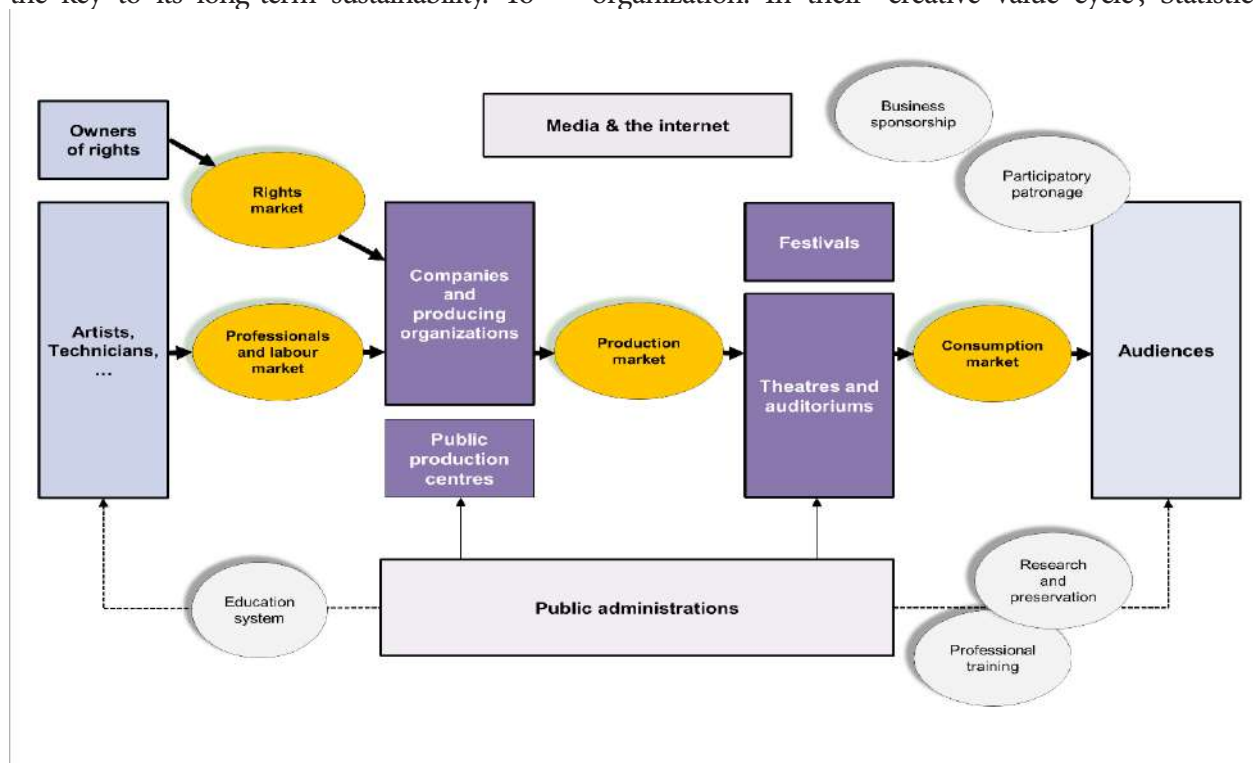 the key to its long-term sustainability. To
organization. In their 'creative value cycle', Statistic
Owners
of rights
Media & the internet
Business
sponsorship
Participatory
patronage
Rights
market
Festivals
Companies
and
producing
organizations
Artists,
Technicians,
...
Professionals
and labour
market
Production
market
Theatres and
auditoriums
Consumption
market
Audiences
Public
production
centres
Education
system
Public administrations
Research
and
preservation
Professional
training